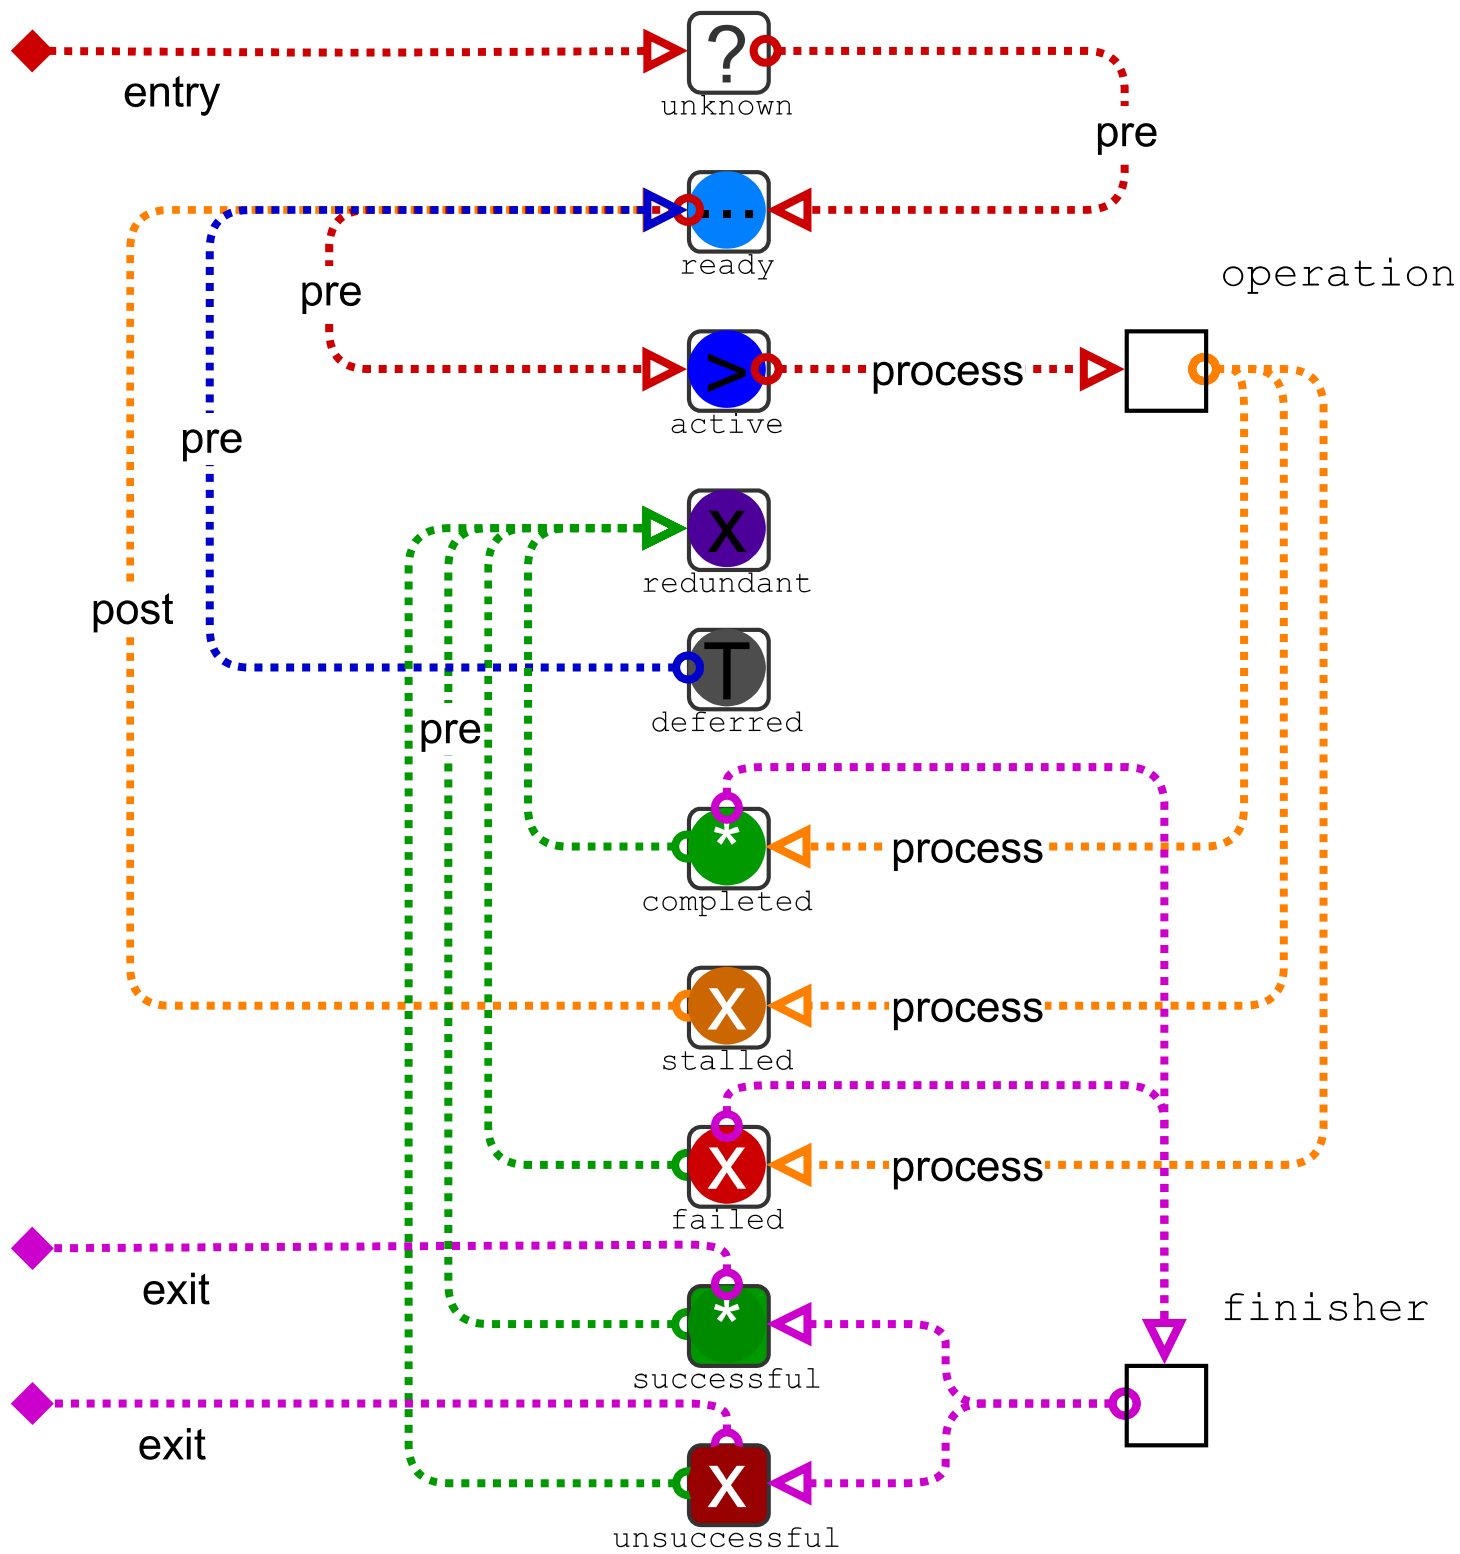 ?
entry
unknown
pre
...
ready
operation
pre
>
process
active
pre
x
redundant
post
T
deferred
pre
*
process
completed
x
process
stalled
x
process
failed
exit
*
finisher
successful
exit
x
unsuccessful